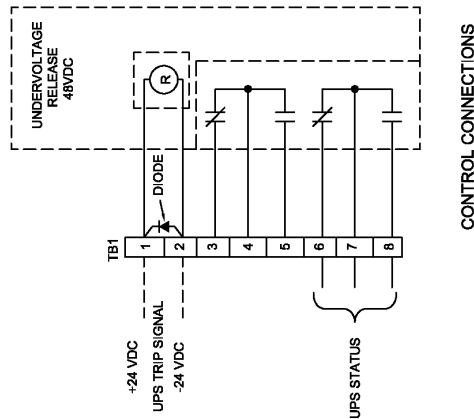 UNDERVOLTAGE
RELEASE
48VDC
R
DIODE
TB1
1
2
3
4
5
6
7
8
+24 VDC
UPS TRIP SIGNAL
-24 VDC
UPS STATUS
CONTROL CONNECTIONS